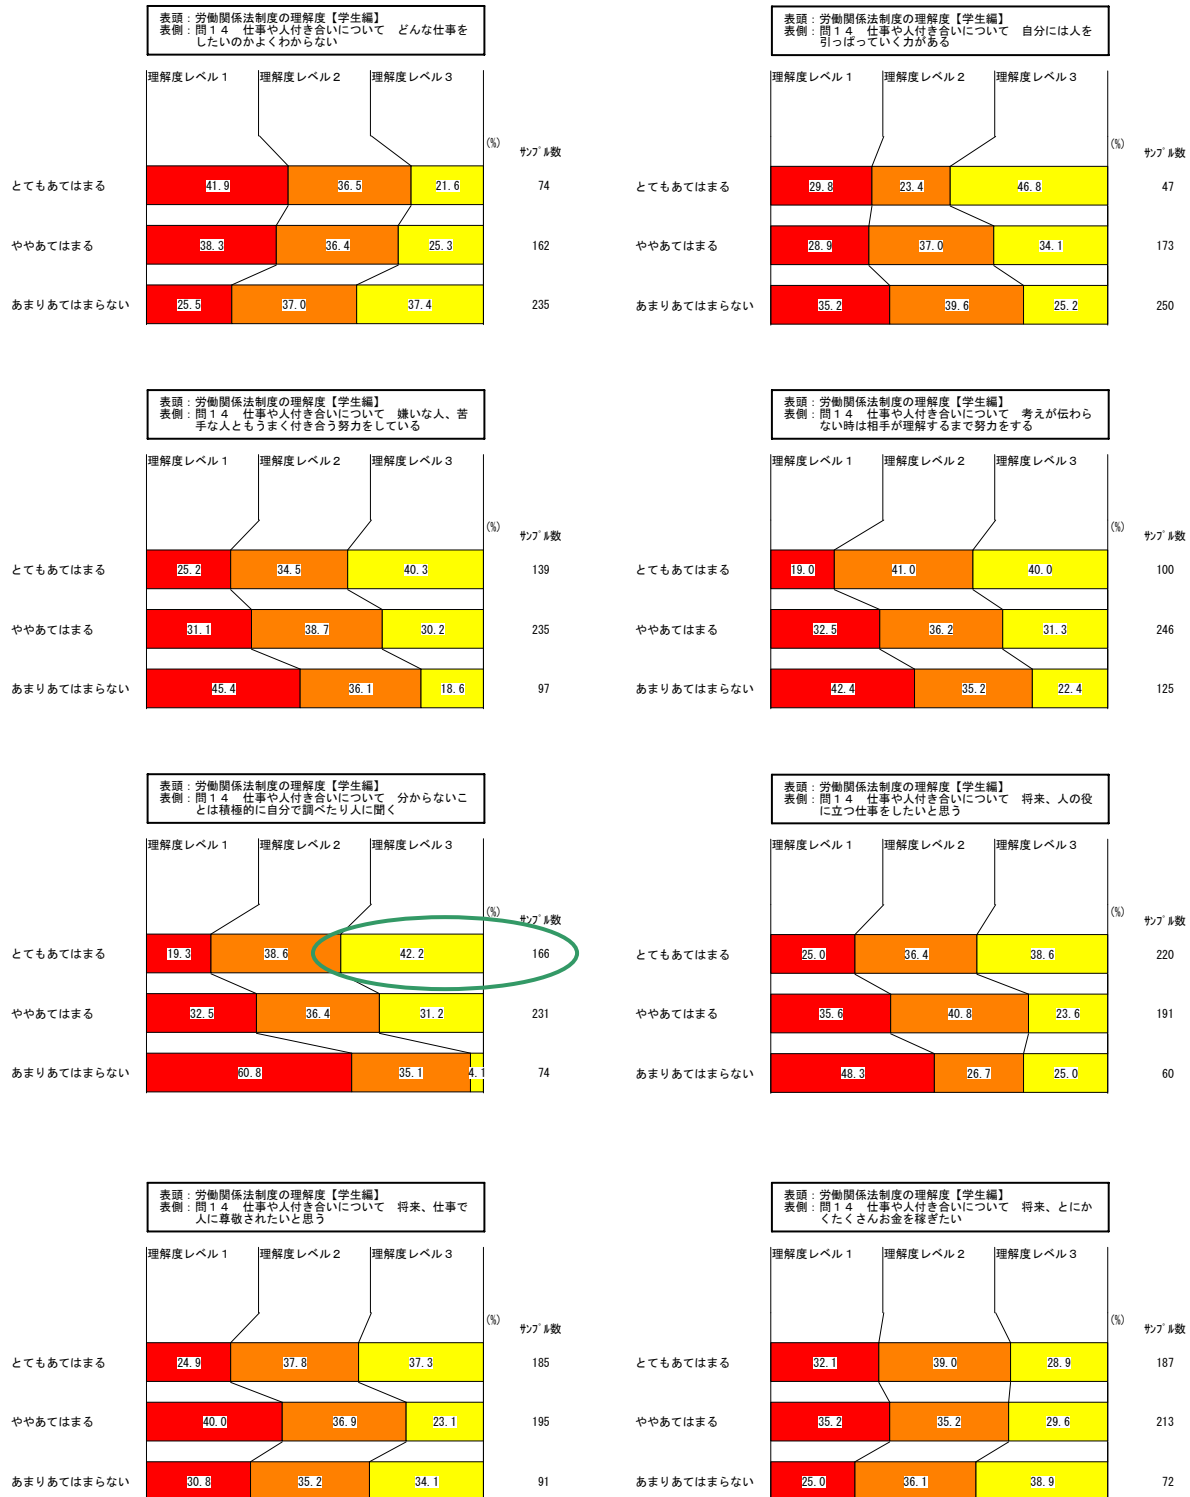 表頭：労働関係法制度の理解度【学生編】
表側：問１４　仕事や人付き合いについて　どんな仕事を
したいのかよくわからない
理解度レベル１　理解度レベル２　理解度レベル３
(%)
ｻﾝﾌﾟﾙ数
とてもあてはまる 41.9 36.5 21.6 74
ややあてはまる 38.3 36.4 25.3 162
あまりあてはまらない 25.5 37.0 37.4 235
表頭：労働関係法制度の理解度【学生編】
表側：問１４　仕事や人付き合いについて　自分には人を
引っぱっていく力がある
理解度レベル１　理解度レベル２　理解度レベル３
(%)
ｻﾝﾌﾟﾙ数
とてもあてはまる 29.8 23.4 46.8 47
ややあてはまる 28.9 37.0 34.1 173
あまりあてはまらない 35.2 39.6 25.2 250
表頭：労働関係法制度の理解度【学生編】
表側：問１４　仕事や人付き合いについて　嫌いな人、苦
手な人ともうまく付き合う努力をしている
理解度レベル１　理解度レベル２　理解度レベル３
(%)
ｻﾝﾌﾟﾙ数
とてもあてはまる 25.2 34.5 40.3 139
ややあてはまる 31.1 38.7 30.2 235
あまりあてはまらない 45.4 36.1 18.6 97
表頭：労働関係法制度の理解度【学生編】
表側：問１４　仕事や人付き合いについて　考えが伝わら
ない時は相手が理解するまで努力をする
理解度レベル１　理解度レベル２　理解度レベル３
(%)
ｻﾝﾌﾟﾙ数
とてもあてはまる 19.0 41.0 40.0 100
ややあてはまる 32.5 36.2 31.3 246
あまりあてはまらない 42.4 35.2 22.4 125
表頭：労働関係法制度の理解度【学生編】
表側：問１４　仕事や人付き合いについて　分からないこ
とは積極的に自分で調べたり人に聞く
理解度レベル１　理解度レベル２　理解度レベル３
(%)
ｻﾝﾌﾟﾙ数
とてもあてはまる 19.3 38.6 42.2 166
ややあてはまる 32.5 36.4 31.2 231
あまりあてはまらない 60.8 35.1 4.1 74
表頭：労働関係法制度の理解度【学生編】
表側：問１４　仕事や人付き合いについて　将来、人の役
に立つ仕事をしたいと思う
理解度レベル１　理解度レベル２　理解度レベル３
(%)
ｻﾝﾌﾟﾙ数
とてもあてはまる 25.0 36.4 38.6 220
ややあてはまる 35.6 40.8 23.6 191
あまりあてはまらない 48.3 26.7 25.0 60
表頭：労働関係法制度の理解度【学生編】
表側：問１４　仕事や人付き合いについて　将来、仕事で
人に尊敬されたいと思う
理解度レベル１　理解度レベル２　理解度レベル３
(%)
ｻﾝﾌﾟﾙ数
とてもあてはまる 24.9 37.8 37.3 185
ややあてはまる 40.0 36.9 23.1 195
あまりあてはまらない 30.8 35.2 34.1 91
表頭：労働関係法制度の理解度【学生編】
表側：問１４　仕事や人付き合いについて　将来、とにか
くたくさんお金を稼ぎたい
理解度レベル１　理解度レベル２　理解度レベル３
(%)
ｻﾝﾌﾟﾙ数
とてもあてはまる 32.1 39.0 28.9 187
ややあてはまる 35.2 35.2 29.6 213
あまりあてはまらない 25.0 36.1 38.9 72